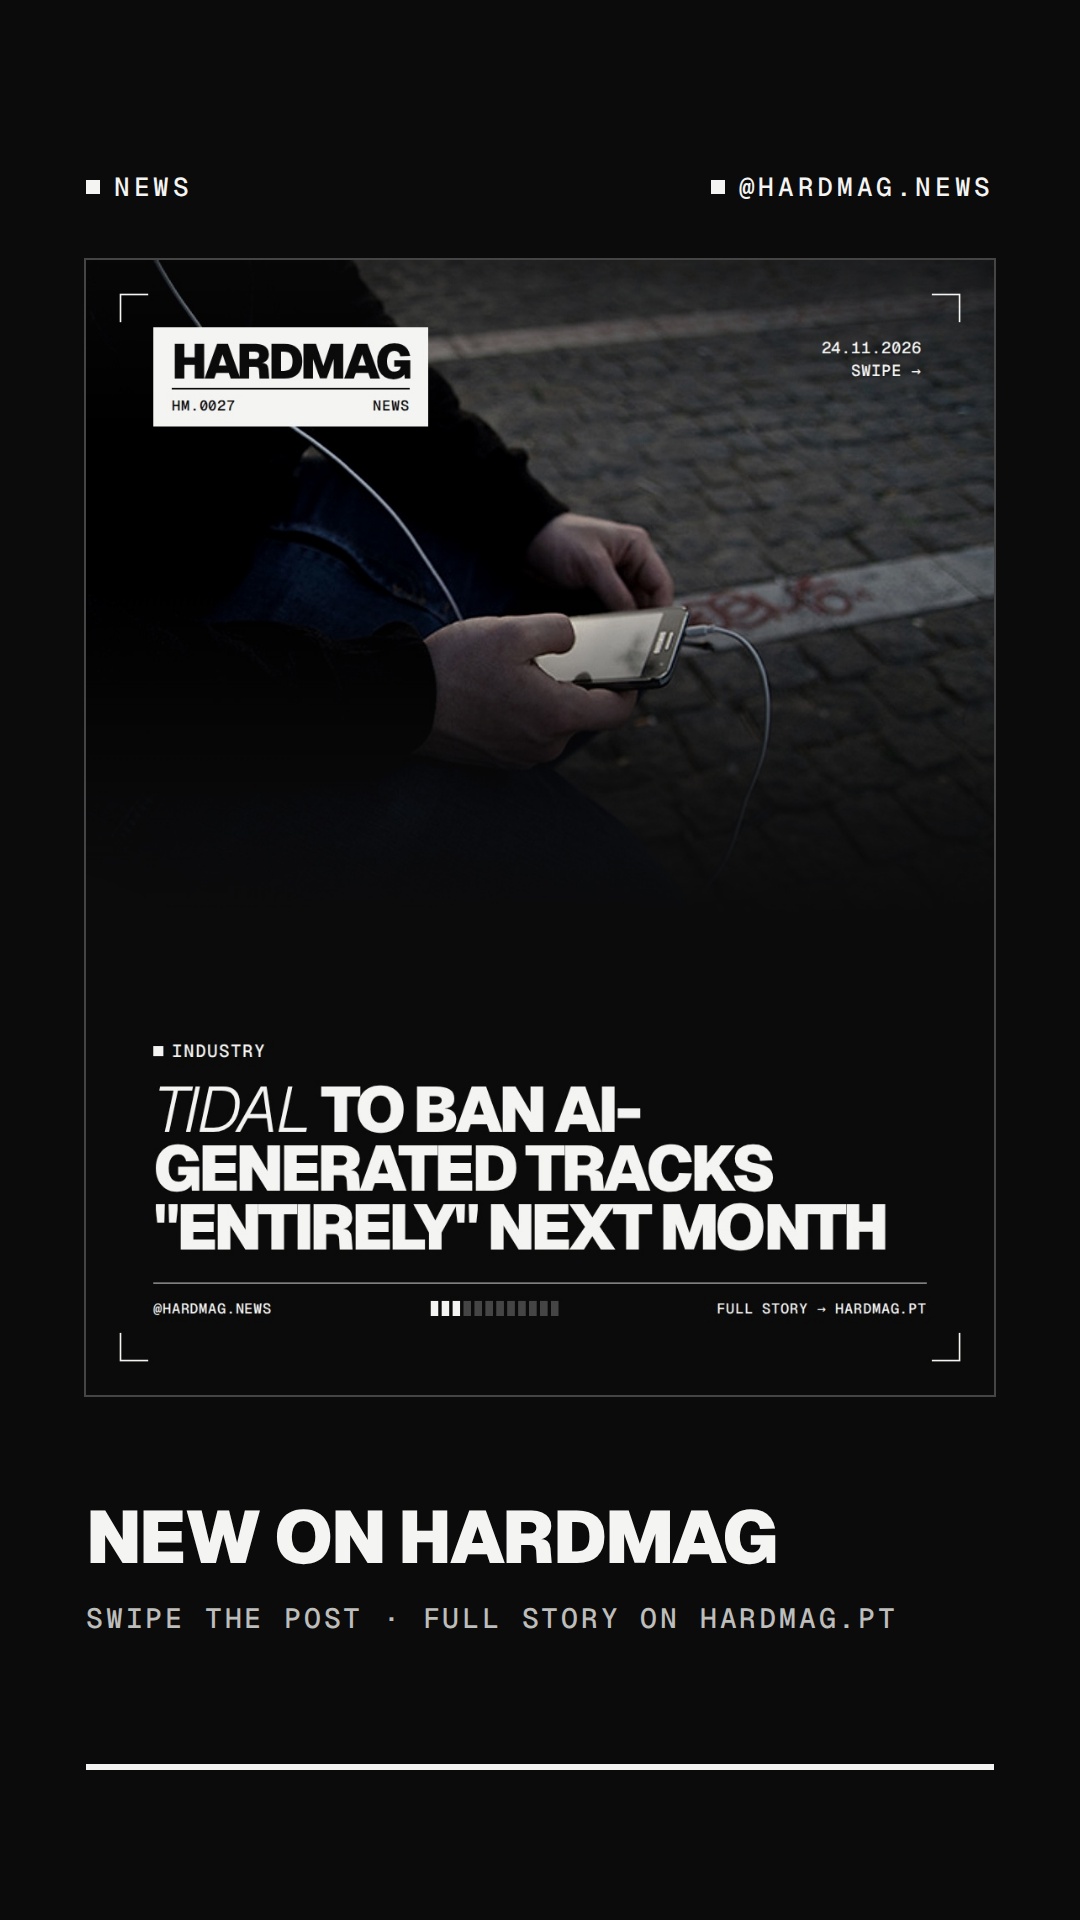 NEWS
@HARDMAG.NEWS
HARDMAG
HM.0027 NEWS
24.11.2026
SWIPE →
INDUSTRY
TIDAL TO BAN AI-
GENERATED TRACKS
"ENTIRELY" NEXT MONTH
@HARDMAG.NEWS
FULL STORY → HARDMAG.PT
NEW ON HARDMAG
SWIPE THE POST · FULL STORY ON HARDMAG.PT